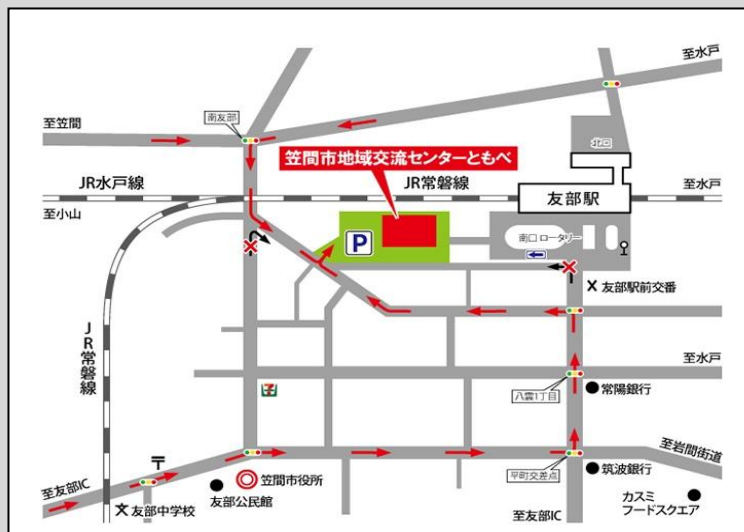 至水戸
南友部
至笠間
北口
笠間市地域交流センターともべ
JR水戸線
JR常磐線
友部駅
至水戸
至小山
P
南口 ロータリー
友部駅前交番
JR常磐線
至水戸
八雲1丁目
常陽銀行
7
至岩間街道
平町交差点
筑波銀行
笠間市役所
至友部IC
友部公民館
友部中学校
カスミ
フードスクエア
至友部IC